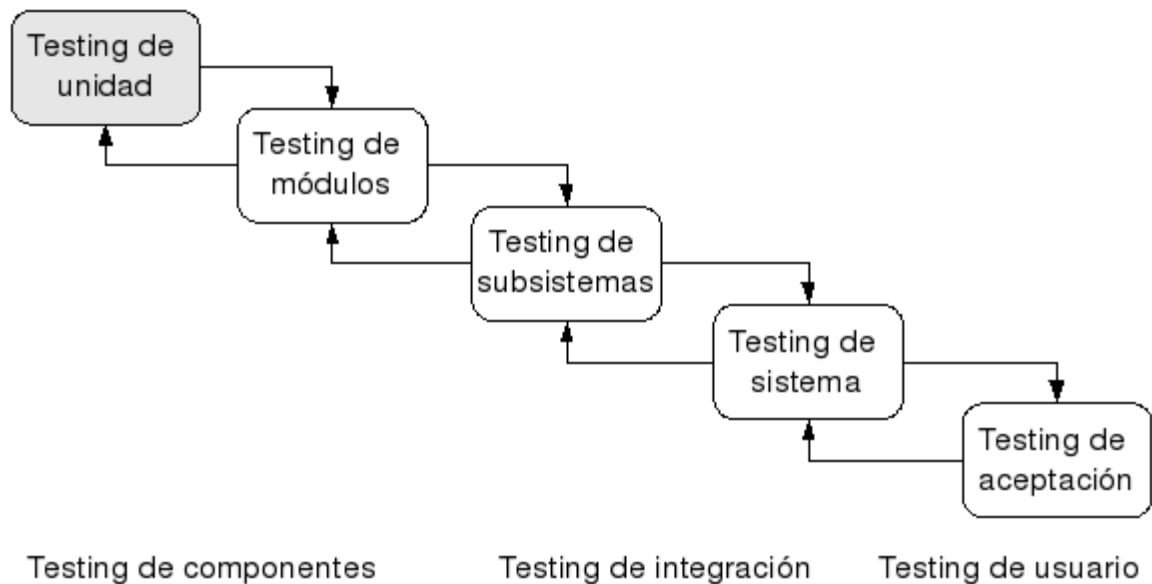 Testing de
unidad
Testing de
módulos
Testing de
subsistemas
Testing de
sistema
Testing de
aceptación
Testing de componentes
Testing de integración
Testing de usuario